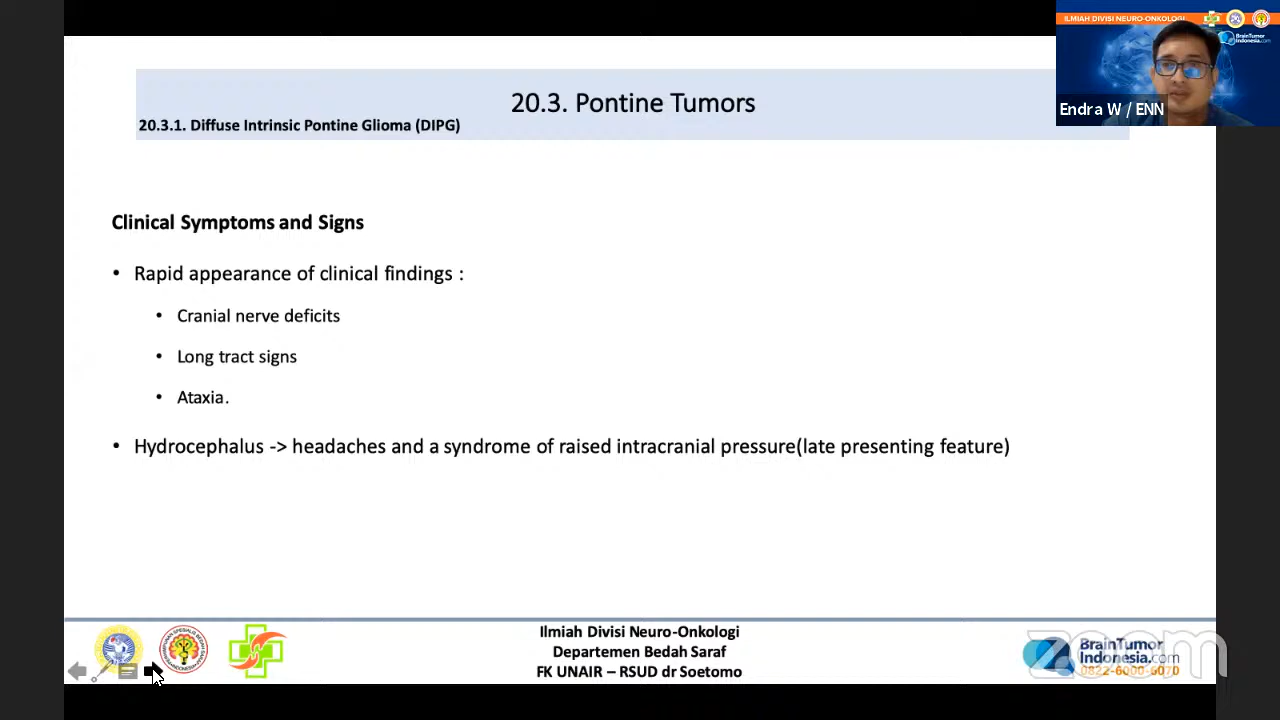 20.3. Pontine Tumors
20.3.1. Diffuse Intrinsic Pontine Glioma (DIPG)
ILMIAH DIVISI NEURO-ONKOLOGI
BrainTumor
Indonesia.com
Endra W / ENN
Clinical Symptoms and Signs
• Rapid appearance of clinical findings :
• Cranial nerve deficits
• Long tract signs
• Ataxia.
• Hydrocephalus -> headaches and a syndrome of raised intracranial pressure(late presenting feature)
Ilmiah Divisi Neuro-Onkologi
Departemen Bedah Saraf
FK UNAIR – RSUD dr Soetomo
BrainTumor
Indonesia.com
0822-6000-6070
zoom